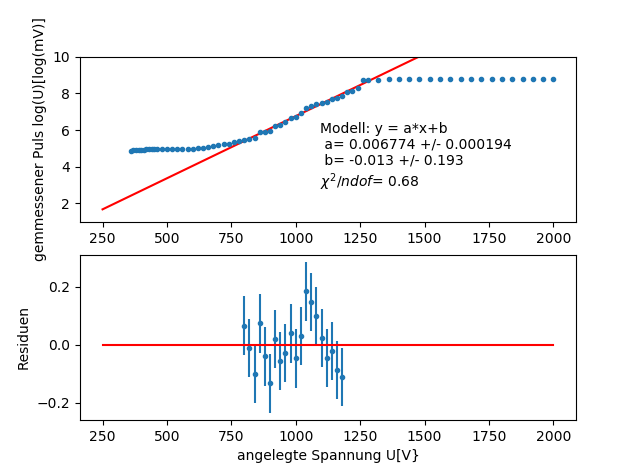 gemmessener Puls log(U)[log(mV)]
10
8
6
4
2
Modell: y = a*x+b
a= 0.006774 +/- 0.000194
b= -0.013 +/- 0.193
χ²/ndof= 0.68
250 500 750 1000 1250 1500 1750 2000
Residuen
0.2
0.0
−0.2
250 500 750 1000 1250 1500 1750 2000
angelegte Spannung U[V}